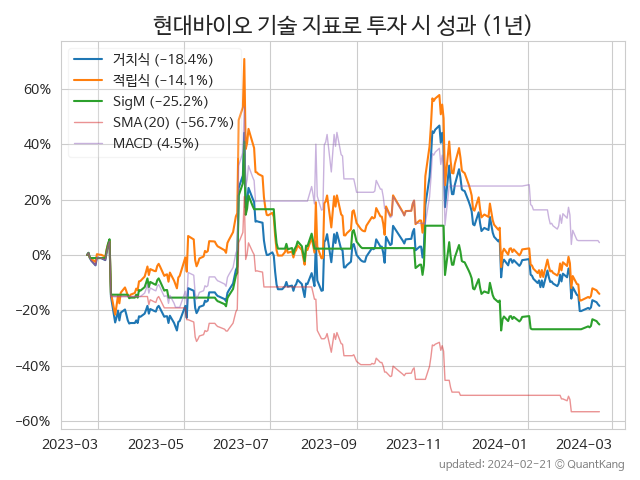 현대바이오 기술 지표로 투자 시 성과 (1년)
거치식 (−18.4%)
적립식 (−14.1%)
SigM (−25.2%)
SMA(20) (−56.7%)
MACD (4.5%)
60%
40%
20%
0%
−20%
−40%
−60%
2023-03 2023-05 2023-07 2023-09 2023-11 2024-01 2024-03
updated: 2024-02-21 © QuantKang